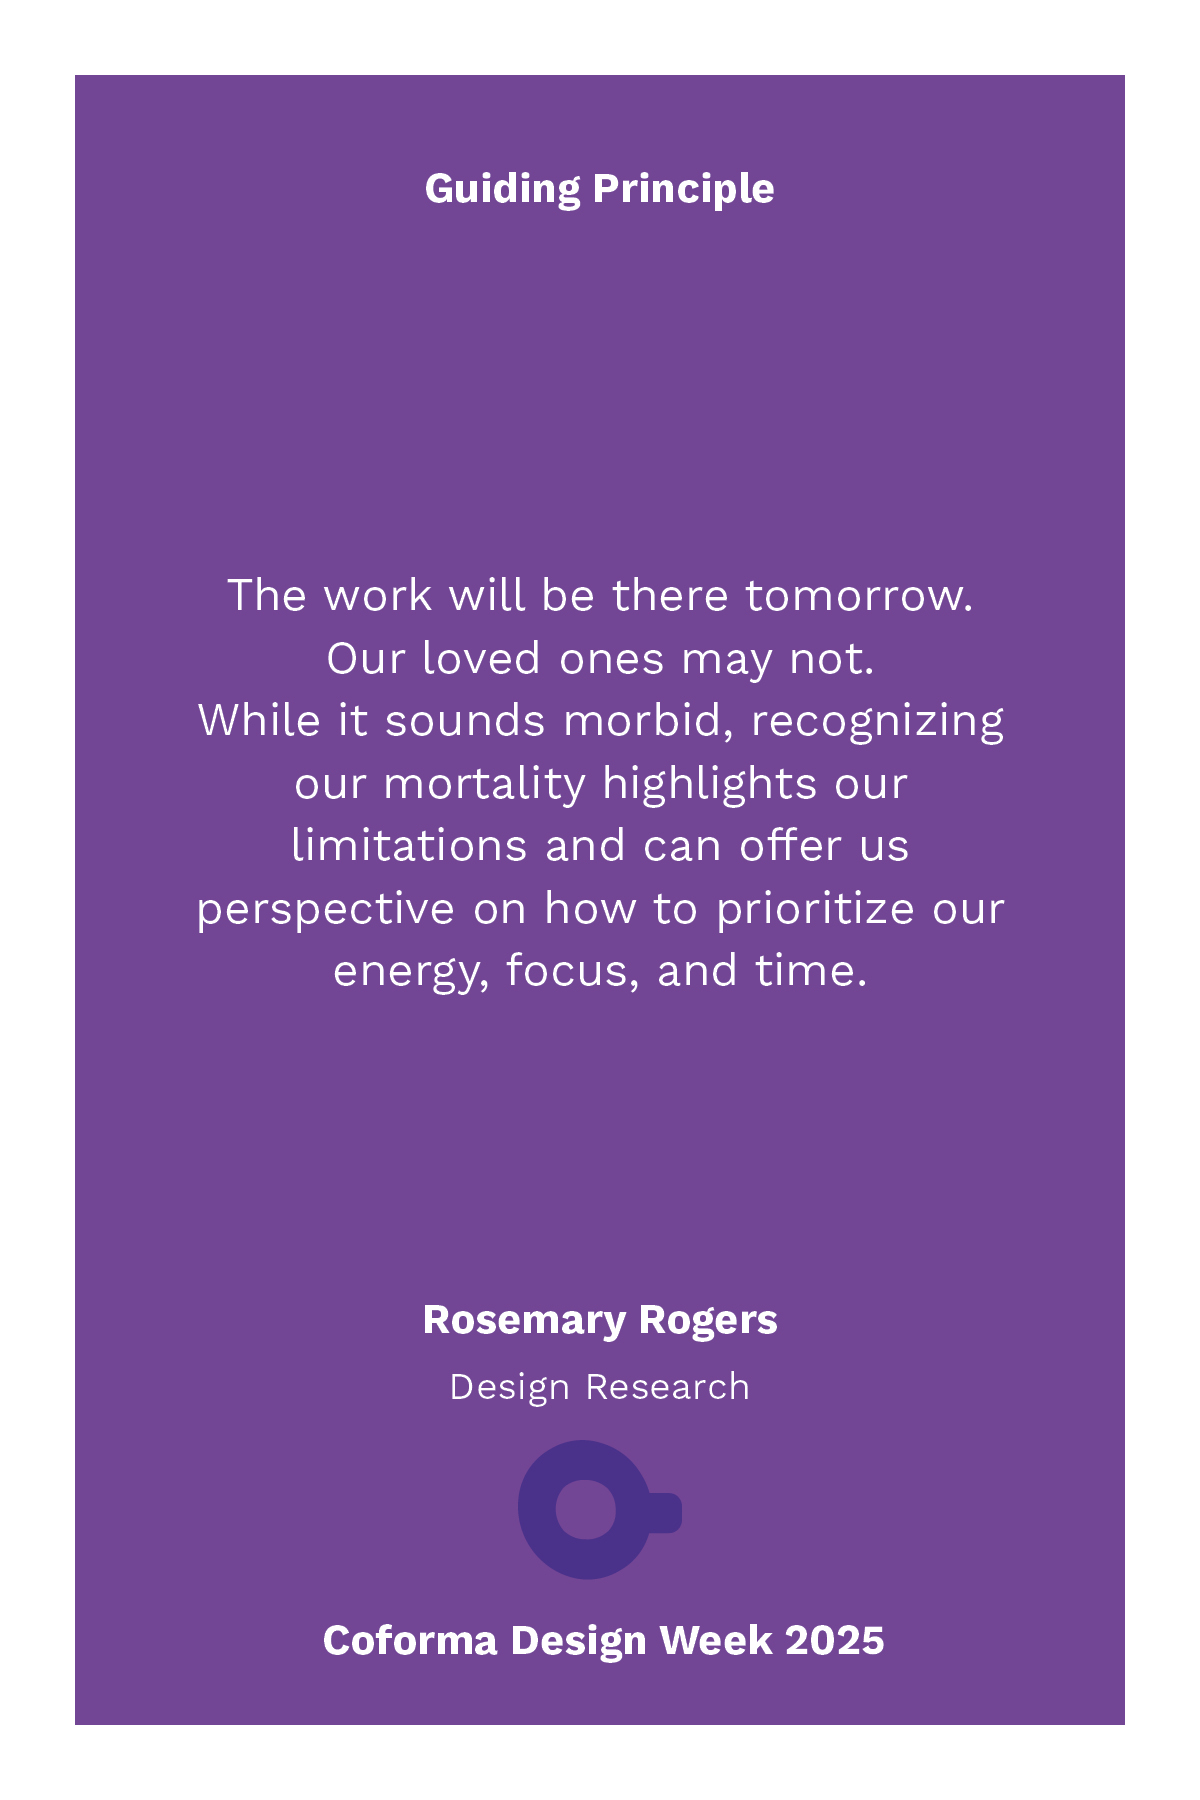 Guiding Principle
The work will be there tomorrow.
Our loved ones may not.
While it sounds morbid, recognizing
our mortality highlights our
limitations and can offer us
perspective on how to prioritize our
energy, focus, and time.
Rosemary Rogers
Design Research
Coforma Design Week 2025